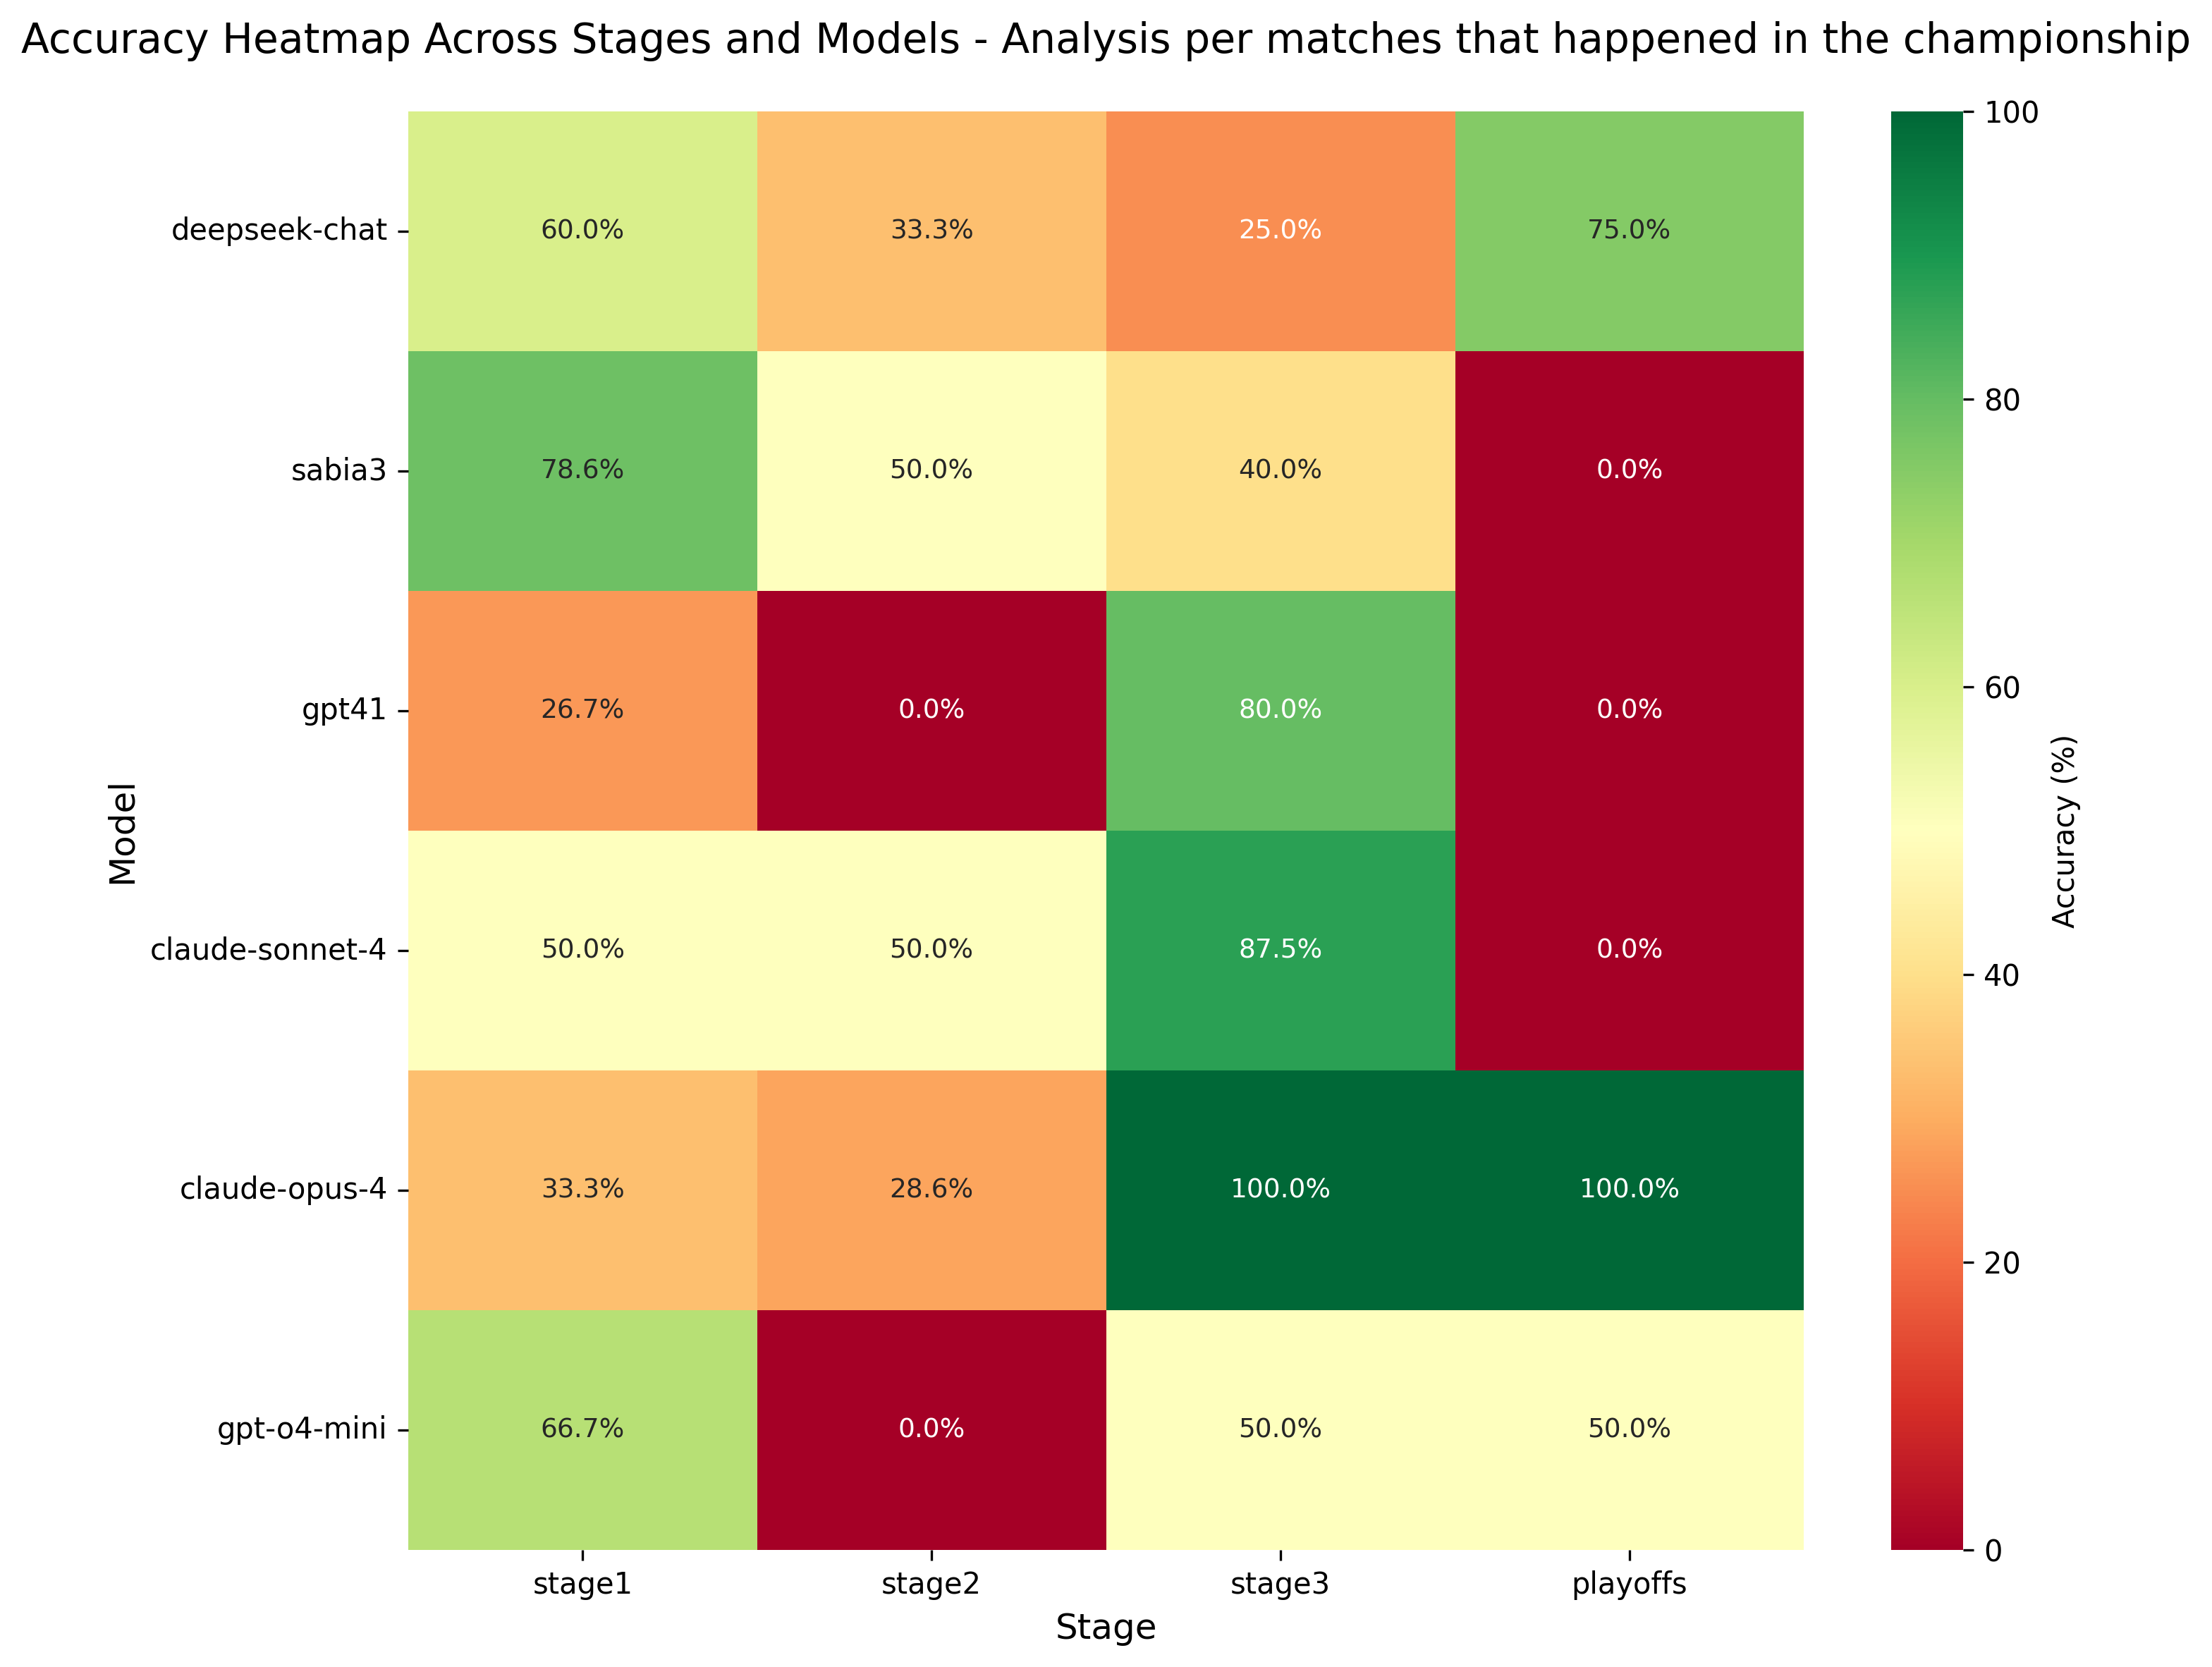 Accuracy Heatmap Across Stages and Models - Analysis per matches that happened in the championship
deepseek-chat 60.0% 33.3% 25.0% 75.0%
sabia3 78.6% 50.0% 40.0% 0.0%
gpt41 26.7% 0.0% 80.0% 0.0%
claude-sonnet-4 50.0% 50.0% 87.5% 0.0%
claude-opus-4 33.3% 28.6% 100.0% 100.0%
gpt-o4-mini 66.7% 0.0% 50.0% 50.0%
stage1 stage2 stage3 playoffs
Stage
Model
100
80
60
40
20
0
Accuracy (%)